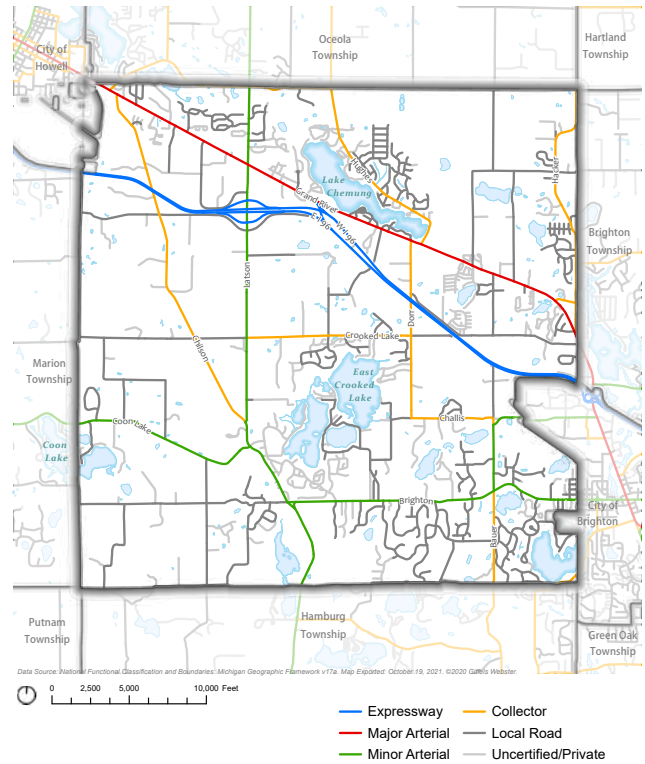 Oceola
Township
Hartland
Township
City of
Howell
Hughes
Hacker
Lake
Chemung
Grand River
W I-96
E I-96
Brighton
Township
Latson
Dorr
Crooked Lake
Chilson
Marion
Township
East
Crooked
Lake
Challis
Coon Lake
Coon
Lake
Brighton
City of
Brighton
Bauer
Putnam
Township
Hamburg
Township
Green Oak
Township
Data Source: National Functional Classification and Boundaries: Michigan Geographic Framework v17a. Map Exported: October 19, 2021. ©2020 Giffels Webster.
0 2,500 5,000 10,000 Feet
Expressway Collector
Major Arterial Local Road
Minor Arterial Uncertified/Private